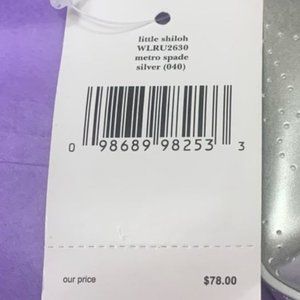 little shiloh
WLRU2630
metro spade
silver (040)
0 98689 98253 3
our price $78.00